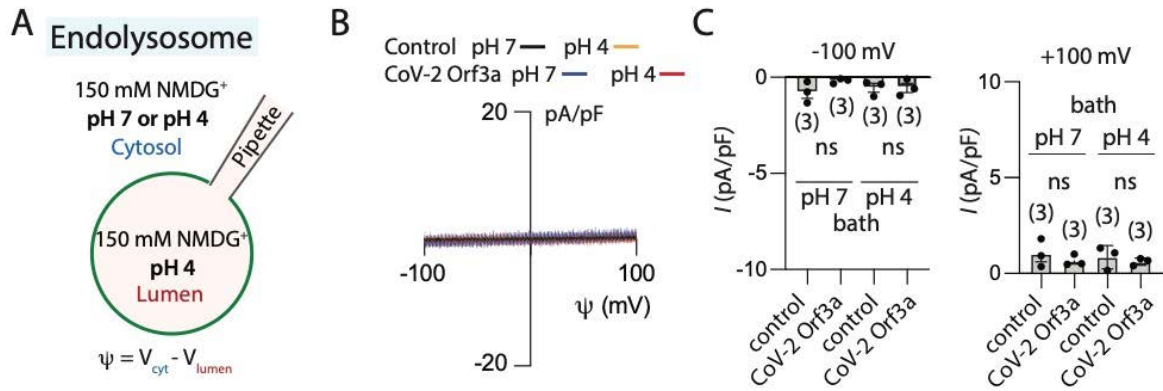 A
Endolysosome
150 mM NMDG⁺
pH 7 or pH 4
Cytosol
Pipette
150 mM NMDG⁺
pH 4
Lumen
ψ = Vcyt - Vlumen
B
Control pH 7 pH 4
CoV-2 Orf3a pH 7 pH 4
20 pA/pF
-100 100
ψ (mV)
-20
C
-100 mV
0
-5
-10
I (pA/pF)
(3) (3) (3) (3)
ns ns
pH 7 pH 4
bath
control
CoV-2 Orf3a
control
CoV-2 Orf3a
+100 mV
10
5
0
I (pA/pF)
bath
pH 7 pH 4
ns ns
(3) (3) (3) (3)
control
CoV-2 Orf3a
control
CoV-2 Orf3a